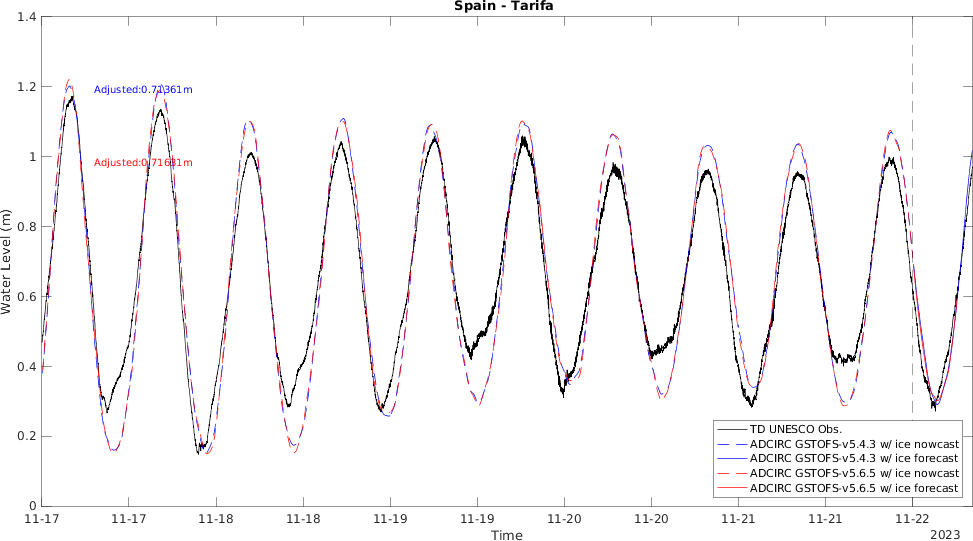 Spain - Tarifa
1.4
1.2
1
0.8
0.6
0.4
0.2
0
Water Level (m)
Adjusted:0.71361m
TD UNESCO Obs.
ADCIRC GSTOFS-v5.4.3 w/ ice nowcast
ADCIRC GSTOFS-v5.4.3 w/ ice forecast
ADCIRC GSTOFS-v5.6.5 w/ ice nowcast
ADCIRC GSTOFS-v5.6.5 w/ ice forecast
11-17 11-17 11-18 11-18 11-19 11-19 11-20 11-20 11-21 11-21 11-22
Time
2023